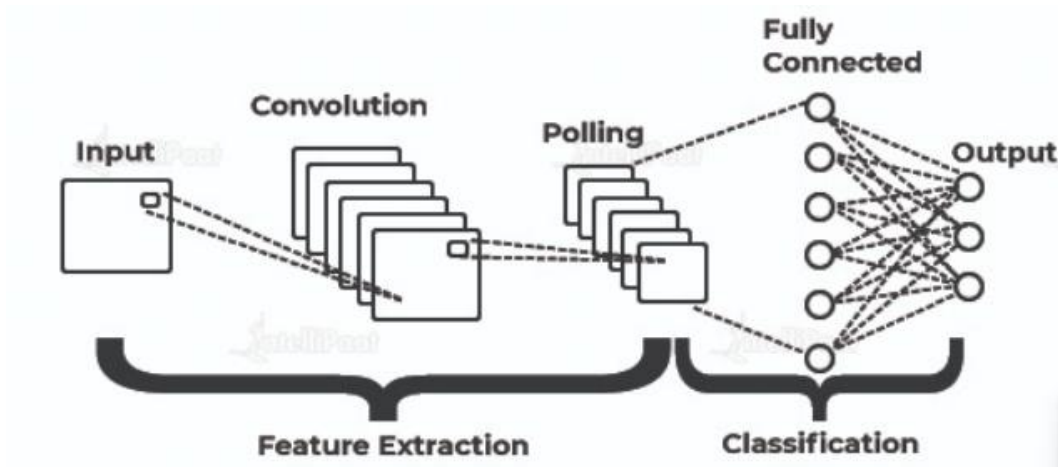 Fully
Connected
Convolution
Polling
Input
Output
Feature Extraction
Classification